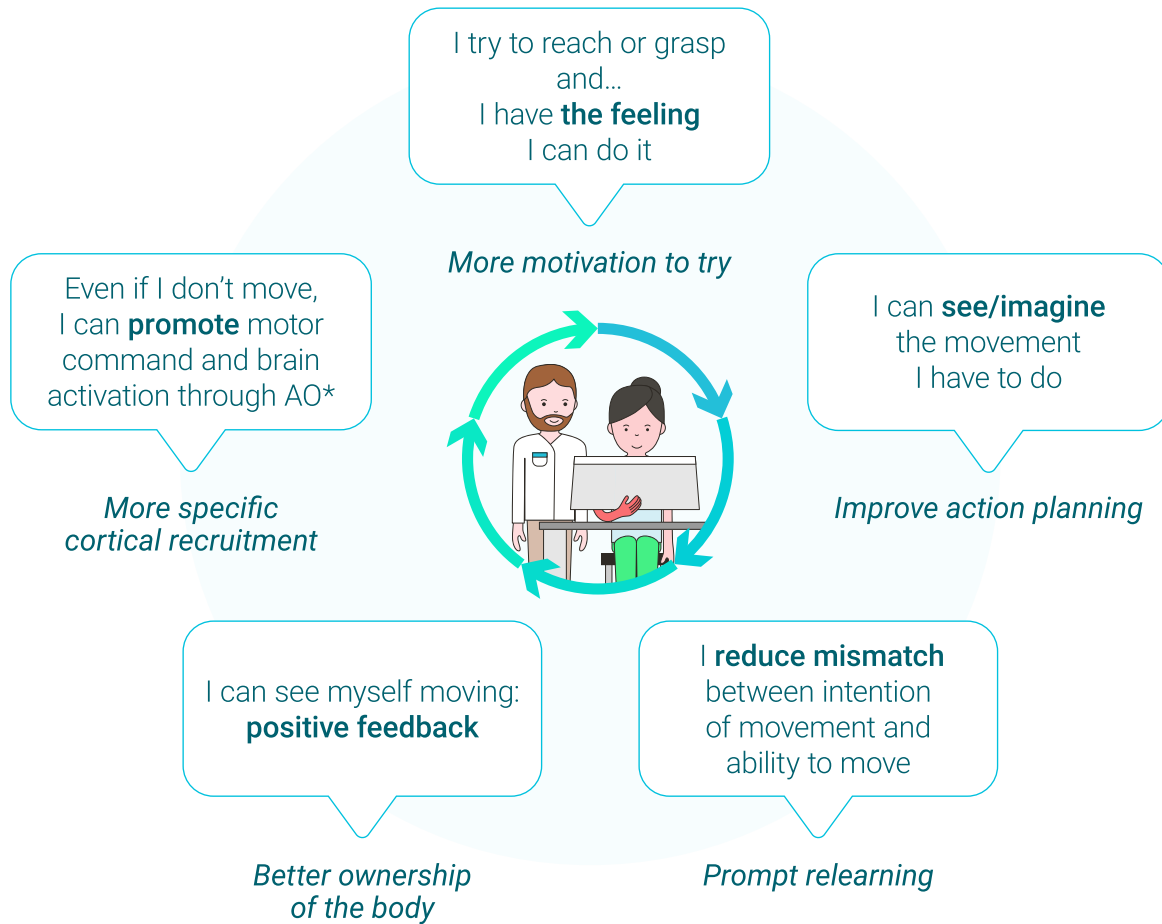 I try to reach or grasp
and...
I have the feeling
I can do it
More motivation to try
I can see/imagine
the movement
I have to do
Improve action planning
I reduce mismatch
between intention
of movement and
ability to move
Prompt relearning
I can see myself moving:
positive feedback
Better ownership
of the body
Even if I don’t move,
I can promote motor
command and brain
activation through AO*
More specific
cortical recruitment